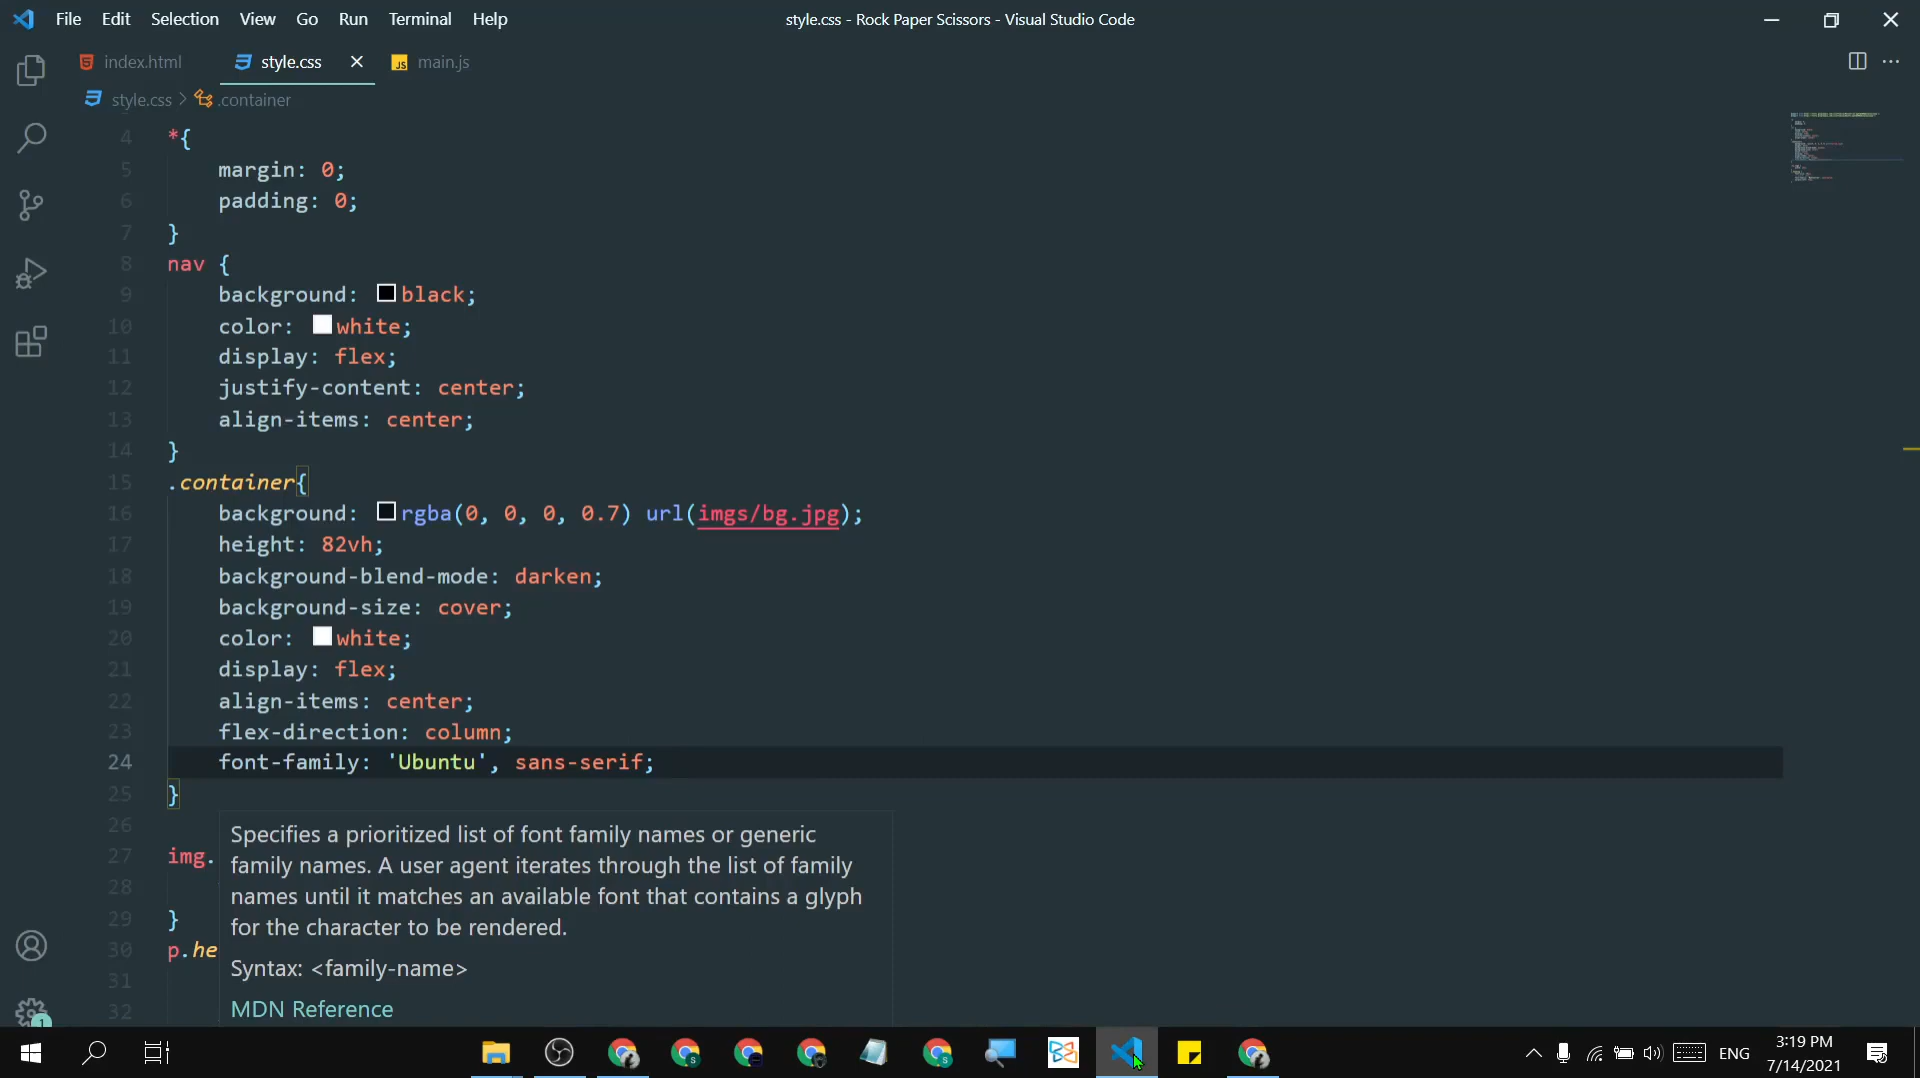 File Edit Selection View Go Run Terminal Help
style.css - Rock Paper Scissors - Visual Studio Code
index.html style.css main.js
JS
style.css > .container
4 *{
5 margin: 0;
6 padding: 0;
7 }
8 nav {
9 background: black;
10 color: white;
11 display: flex;
12 justify-content: center;
13 align-items: center;
14 }
15 .container{
16 background: rgba(0, 0, 0, 0.7) url(imgs/bg.jpg);
17 height: 82vh;
18 background-blend-mode: darken;
19 background-size: cover;
20 color: white;
21 display: flex;
22 align-items: center;
23 flex-direction: column;
24 font-family: 'Ubuntu', sans-serif;
25 }
26
27 img.
28
29 }
30 p.he
31
32
Specifies a prioritized list of font family names or generic
family names. A user agent iterates through the list of family
names until it matches an available font that contains a glyph
for the character to be rendered.
Syntax: <family-name>
MDN Reference
1
ENG
3:19 PM
7/14/2021